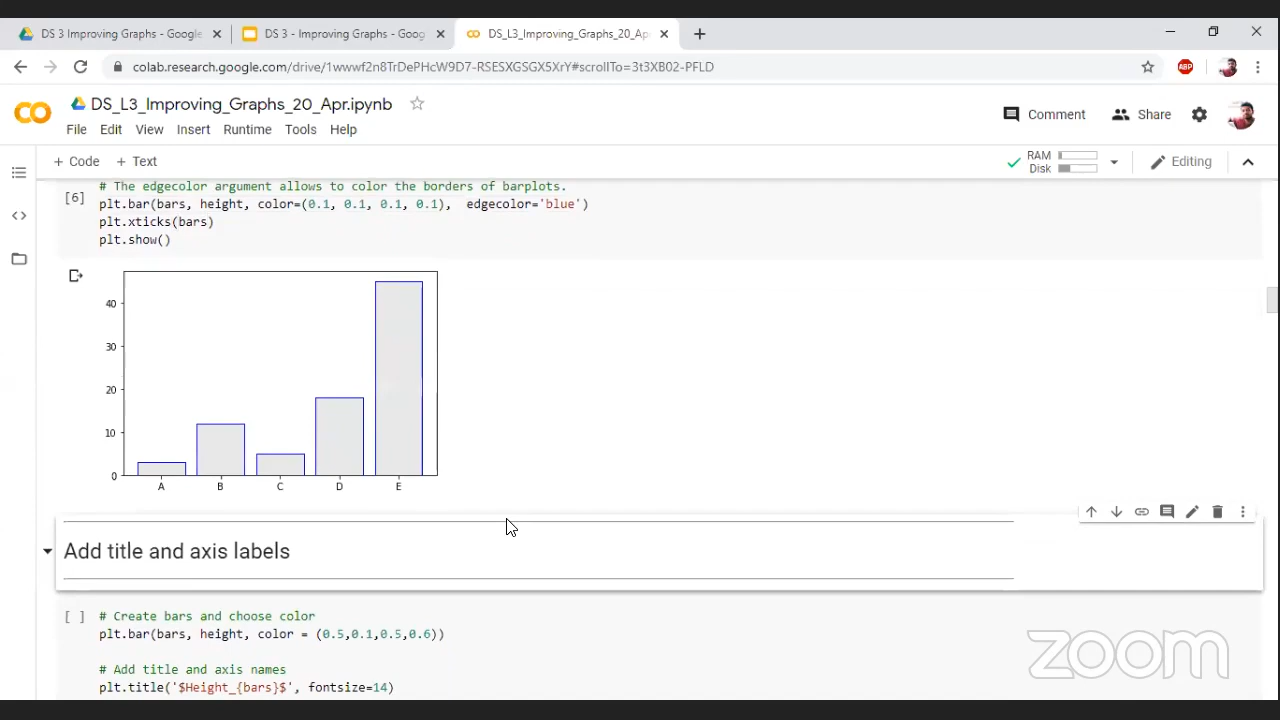 DS 3 Improving Graphs - Google
DS 3 - Improving Graphs - Goog
DS_L3_Improving_Graphs_20_Ap
colab.research.google.com/drive/1wwwf2n8TrDePHcW9D7-RSESXGSGX5XrY#scrollTo=3t3XB02-PFLD
ABP
DS_L3_Improving_Graphs_20_Apr.ipynb
Comment
Share
File Edit View Insert Runtime Tools Help
+ Code + Text
RAM
Disk
Editing
# The edgecolor argument allows to color the borders of barplots.
[6]
plt.bar(bars, height, color=(0.1, 0.1, 0.1, 0.1), edgecolor='blue')
plt.xticks(bars)
plt.show()
40
30
20
10
0
A B C D E
Add title and axis labels
[ ]
# Create bars and choose color
plt.bar(bars, height, color = (0.5,0.1,0.5,0.6))
# Add title and axis names
plt.title('$Height_{bars}$', fontsize=14)
zoom